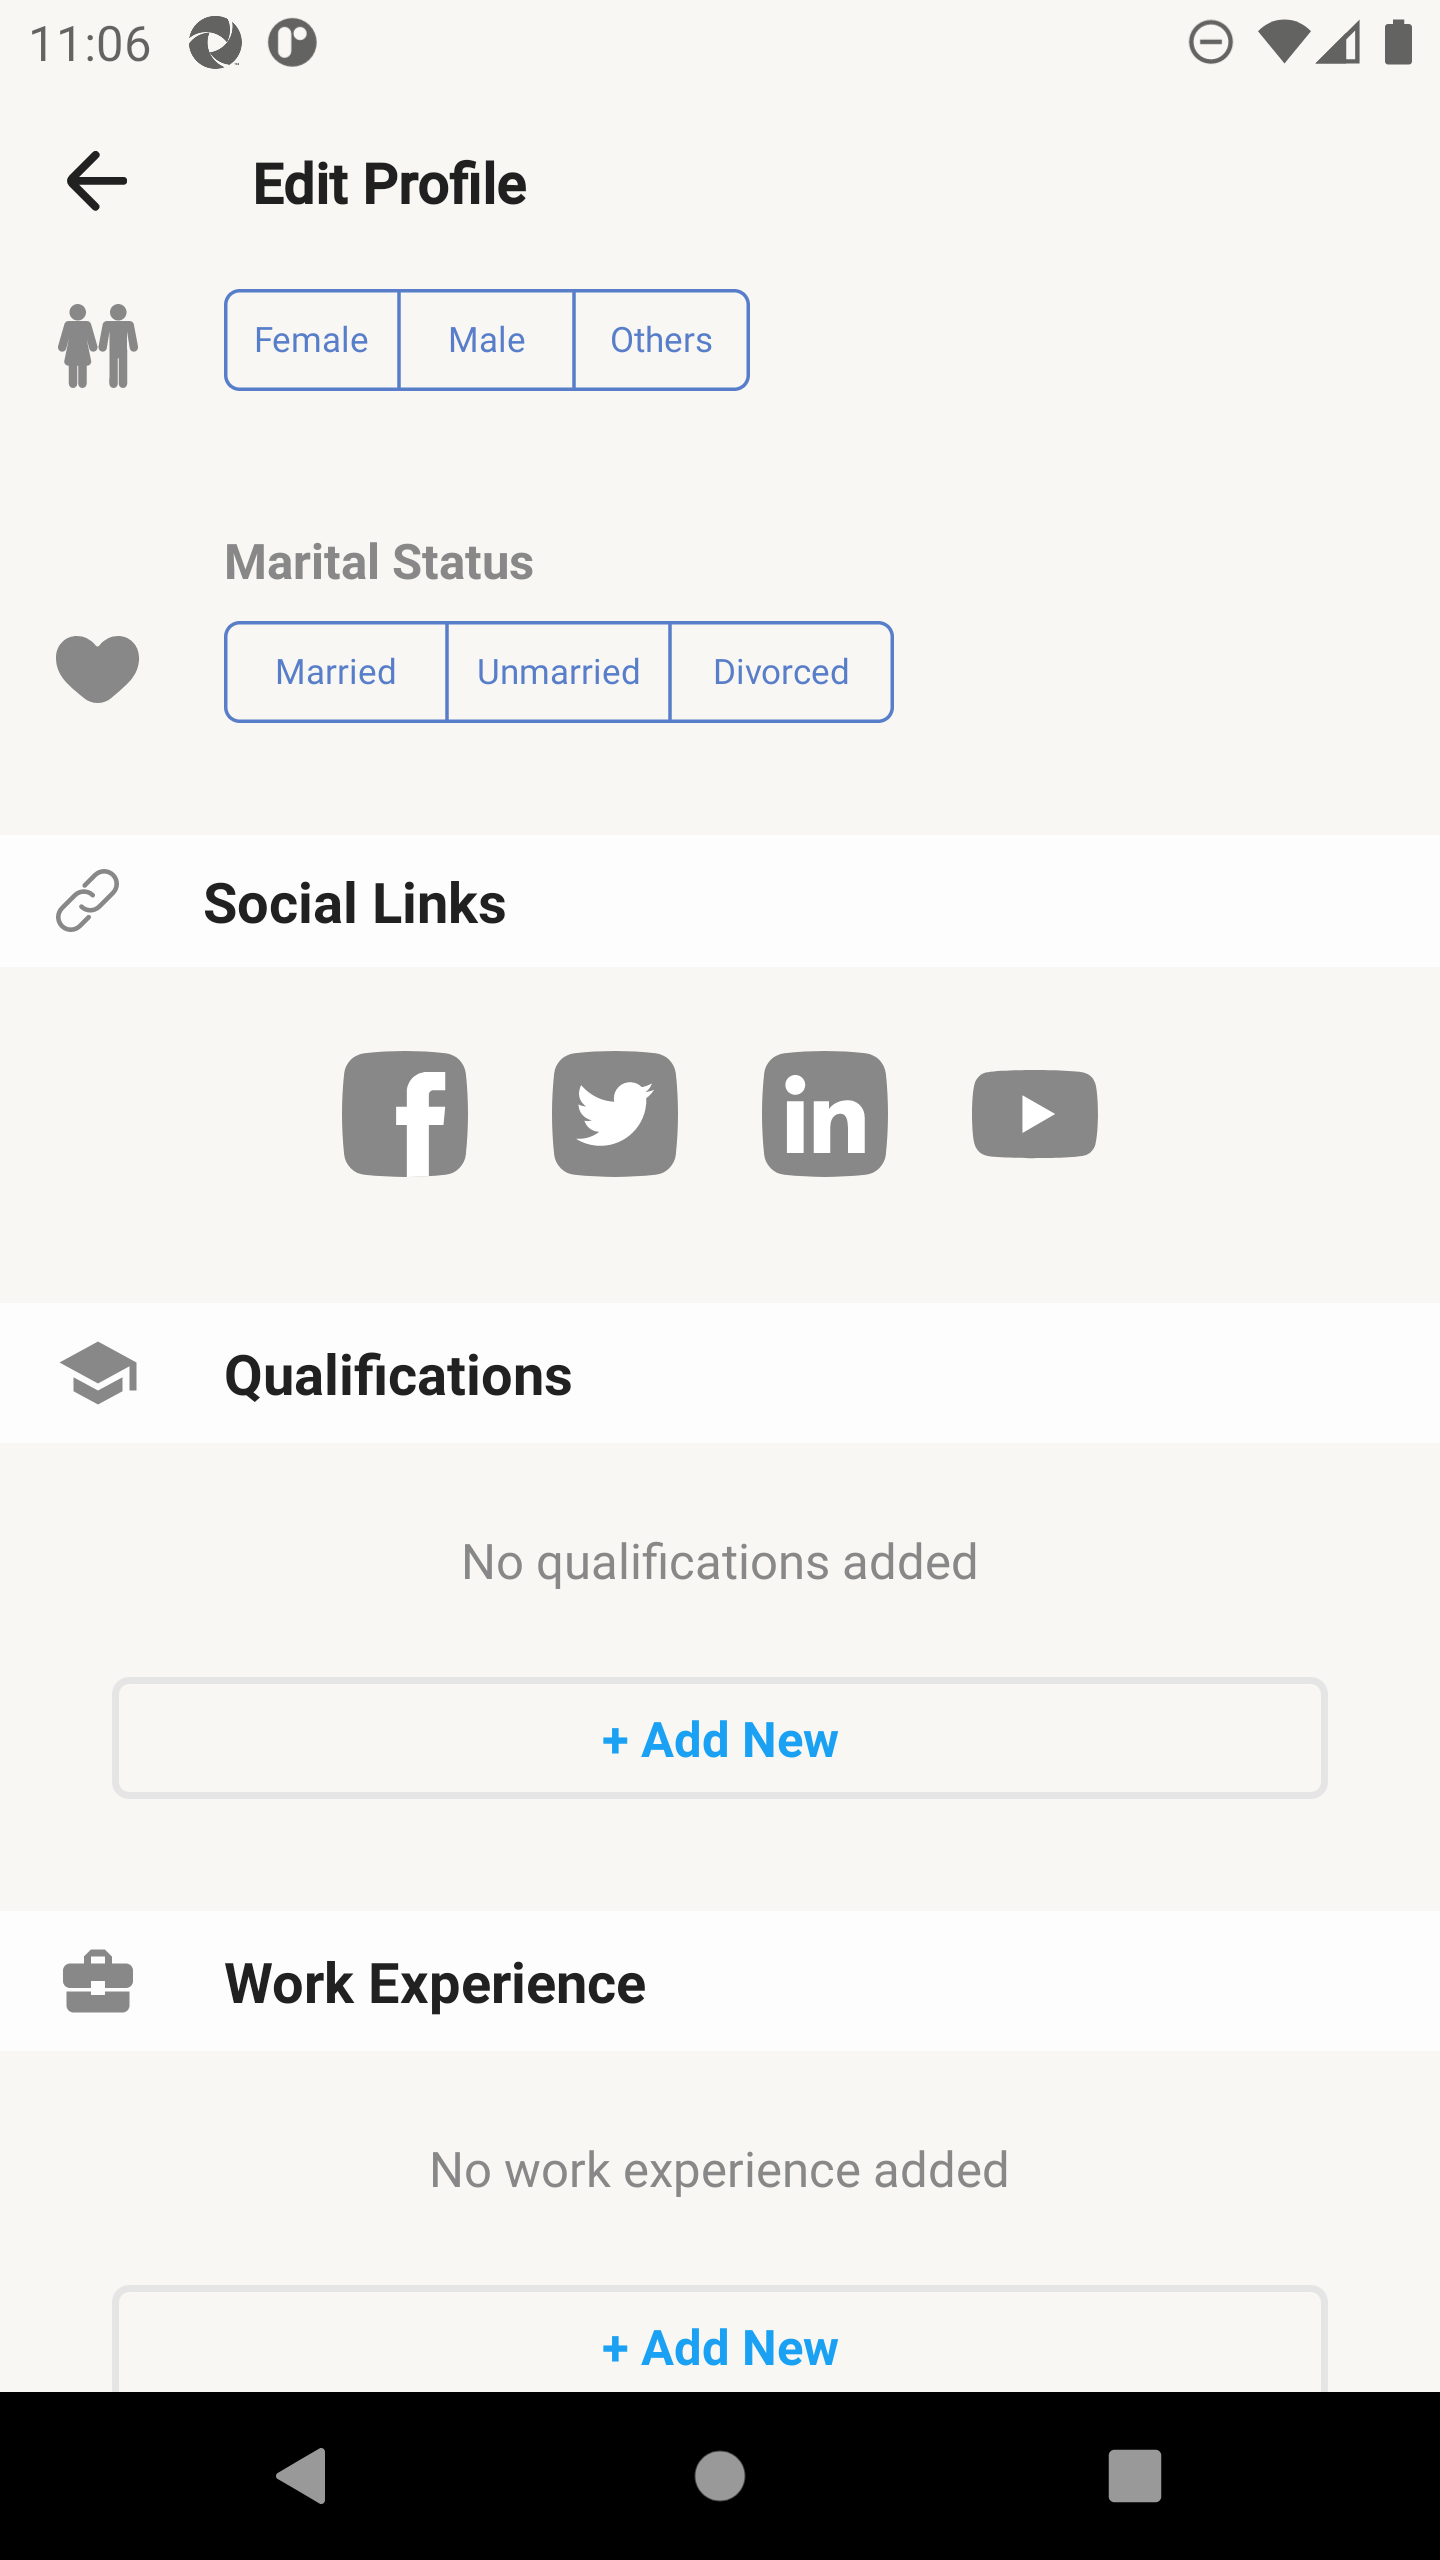 11:06
Edit Profile
Female Male Others
Marital Status
Married Unmarried Divorced
Social Links
Qualifications
No qualifications added
+ Add New
Work Experience
No work experience added
+ Add New